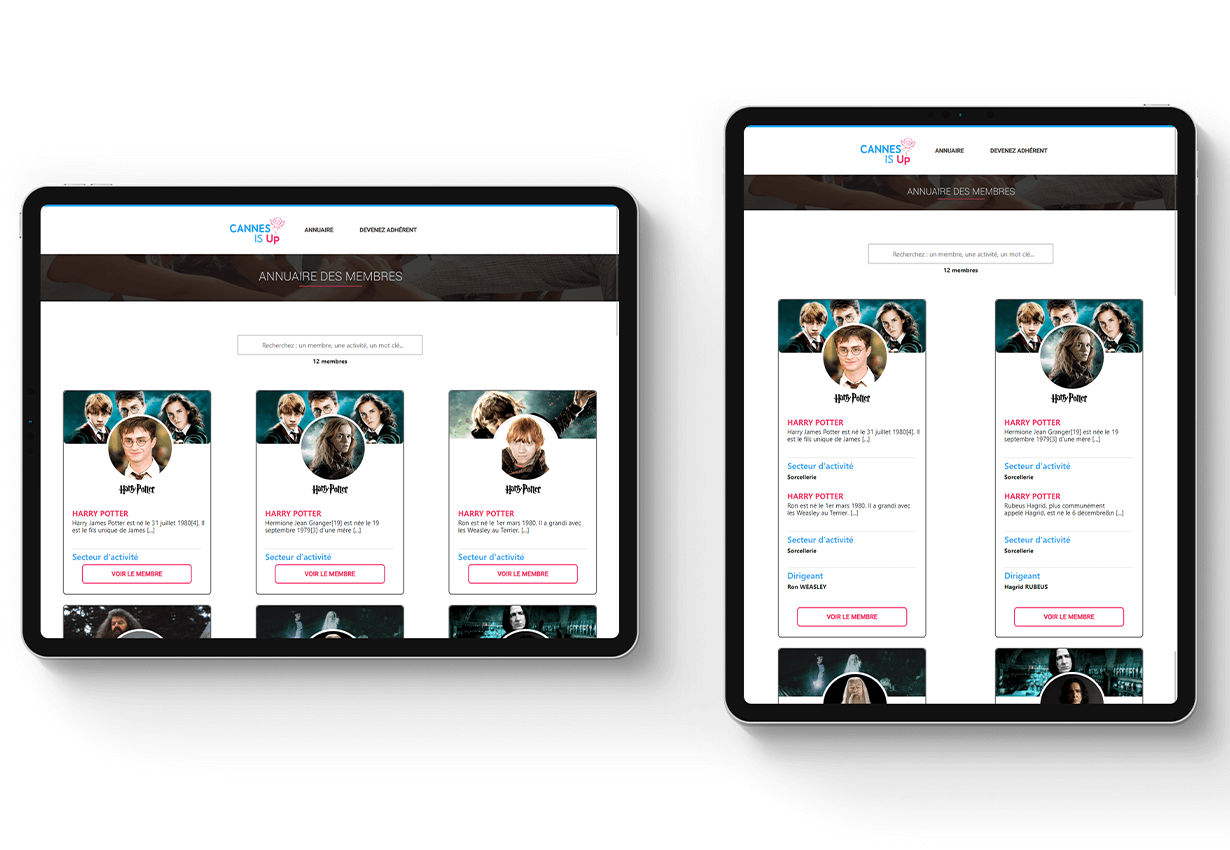 CANNES
IS Up
ANNUAIRE
DEVENEZ ADHÉRENT
ANNUAIRE DES MEMBRES
Recherchez : un membre, une activité, un mot clé...
12 membres
Harry Potter
HARRY POTTER
Harry James Potter est né le 31 juillet 1980[4]. Il
est le fils unique de James [...]
Secteur d'activité
VOIR LE MEMBRE
Harry Potter
HARRY POTTER
Hermione Jean Granger[19] est née le 19
septembre 1979[3] d'une mère [...]
Secteur d'activité
VOIR LE MEMBRE
Harry Potter
HARRY POTTER
Ron est né le 1er mars 1980. Il a grandi avec
les Weasley au Terrier. [...]
Secteur d'activité
VOIR LE MEMBRE
CANNES
IS Up
ANNUAIRE
DEVENEZ ADHÉRENT
ANNUAIRE DES MEMBRES
Recherchez : un membre, une activité, un mot clé...
12 membres
Harry Potter
HARRY POTTER
Harry James Potter est né le 31 juillet 1980[4]. Il
est le fils unique de James [...]
Secteur d'activité
Sorcellerie
HARRY POTTER
Ron est né le 1er mars 1980. Il a grandi avec
les Weasley au Terrier. [...]
Secteur d'activité
Sorcellerie
Dirigeant
Ron WEASLEY
VOIR LE MEMBRE
Harry Potter
HARRY POTTER
Hermione Jean Granger[19] est née le 19
septembre 1979[3] d'une mère [...]
Secteur d'activité
Sorcellerie
HARRY POTTER
Rubeus Hagrid, plus communément
appelé Hagrid, est né le 6 décembre&n [...]
Secteur d'activité
Sorcellerie
Dirigeant
Hagrid RUBEUS
VOIR LE MEMBRE